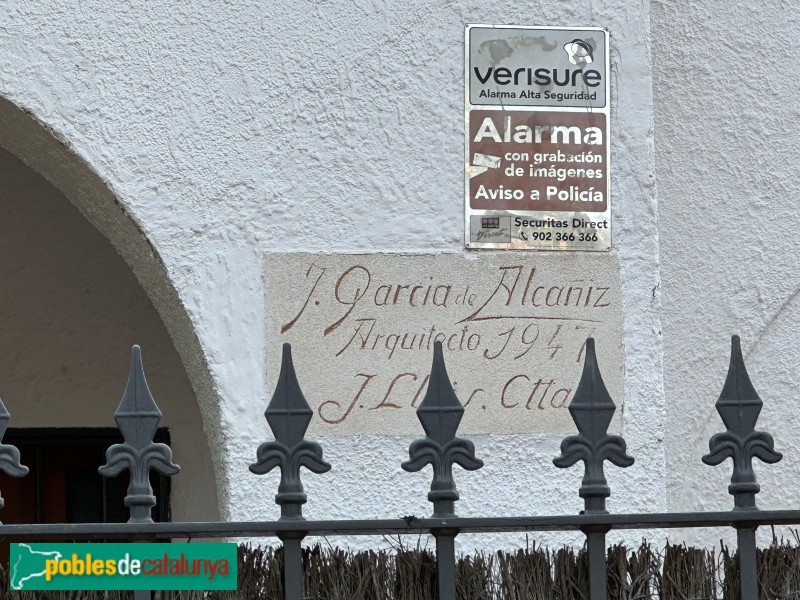 verisure
Alarma Alta Seguridad
Alarma
con grabación
de imágenes
Aviso a Policía
Securitas Direct
902 366 366
J. Garcia de Alcañiz
Arquitecto 1947
J. Ctta
poblesdecatalunya